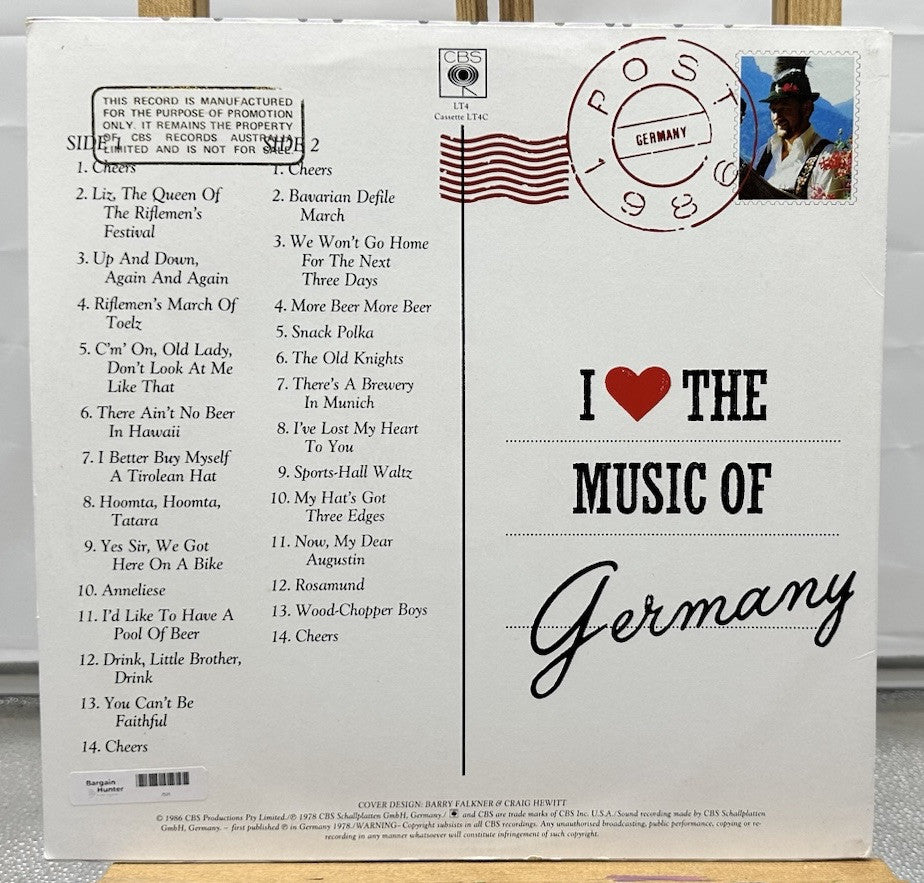 THIS RECORD IS MANUFACTURED
FOR THE PURPOSE OF PROMOTION
ONLY. IT REMAINS THE PROPERTY
OF CBS RECORDS AUSTRALIA
LIMITED AND IS NOT FOR SALE.
SIDE 1
1. Cheers
2. Liz, The Queen Of
The Riflemen's
Festival
3. Up And Down,
Again And Again
4. Riflemen's March Of
Toelz
5. C'm' On, Old Lady,
Don't Look At Me
Like That
6. There Ain't No Beer
In Hawaii
7. I Better Buy Myself
A Tirolean Hat
8. Hoomta, Hoomta,
Tatara
9. Yes Sir, We Got
Here On A Bike
10. Anneliese
11. I'd Like To Have A
Pool Of Beer
12. Drink, Little Brother,
Drink
13. You Can't Be
Faithful
14. Cheers
SIDE 2
1. Cheers
2. Bavarian Defile
March
3. We Won't Go Home
For The Next
Three Days
4. More Beer More Beer
5. Snack Polka
6. The Old Knights
7. There's A Brewery
In Munich
8. I've Lost My Heart
To You
9. Sports-Hall Waltz
10. My Hat's Got
Three Edges
11. Now, My Dear
Augustin
12. Rosamund
13. Wood-Chopper Boys
14. Cheers
CBS
LT4
Cassette LT4C
POST
GERMANY
1986
I ♥ THE
MUSIC OF
Germany
Bargain
Hunter
COVER DESIGN: BARRY FALKNER & CRAIG HEWITT
© 1986 CBS Productions Pty Limited./℗ 1978 CBS Schallplatten GmbH, Germany./ and CBS are trade marks of CBS Inc. U.S.A./Sound recording made by CBS Schallplatten
GmbH, Germany. – first published ℗ in Germany 1978./WARNING– Copyright subsists in all CBS recordings. Any unauthorised broadcasting, public performance, copying or re-
recording in any manner whatsoever will constitute infringement of such copyright.